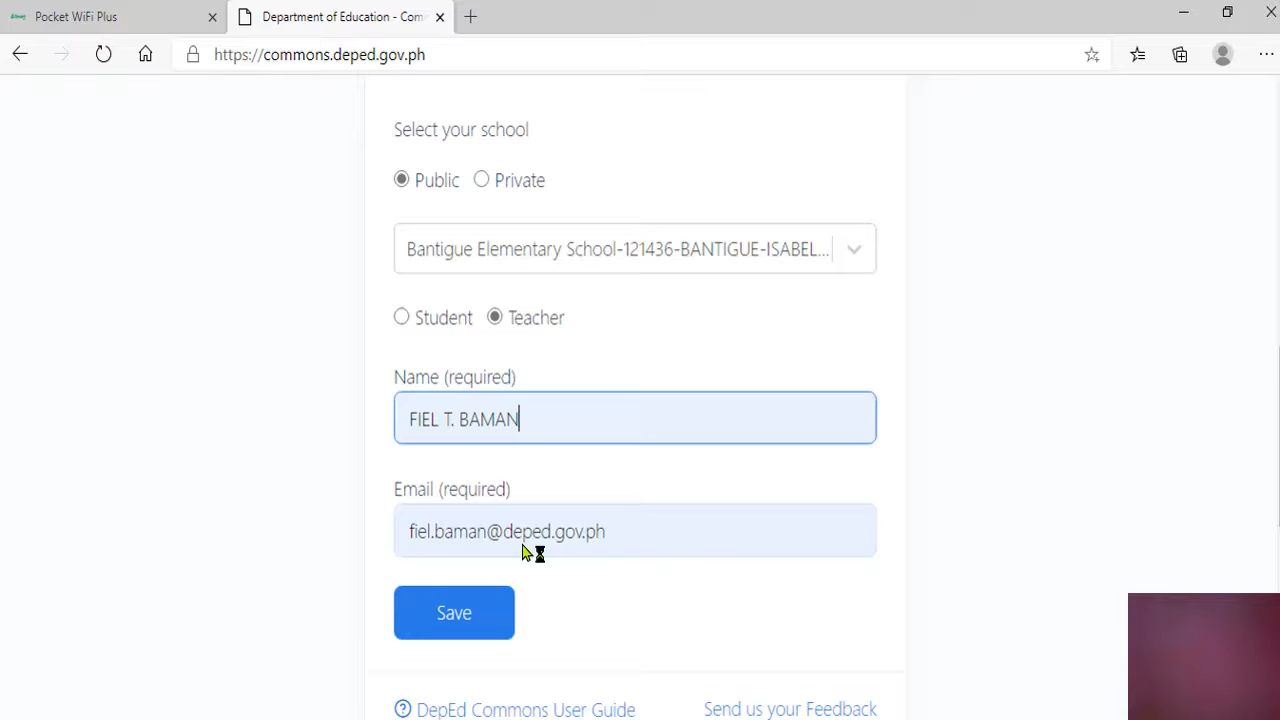 Pocket WiFi Plus
Department of Education - Com
https://commons.deped.gov.ph
Select your school
Public Private
Bantigue Elementary School-121436-BANTIGUE-ISABEL...
Student Teacher
Name (required)
FIEL T. BAMAN
Email (required)
fiel.baman@deped.gov.ph
Save
DepEd Commons User Guide Send us your Feedback